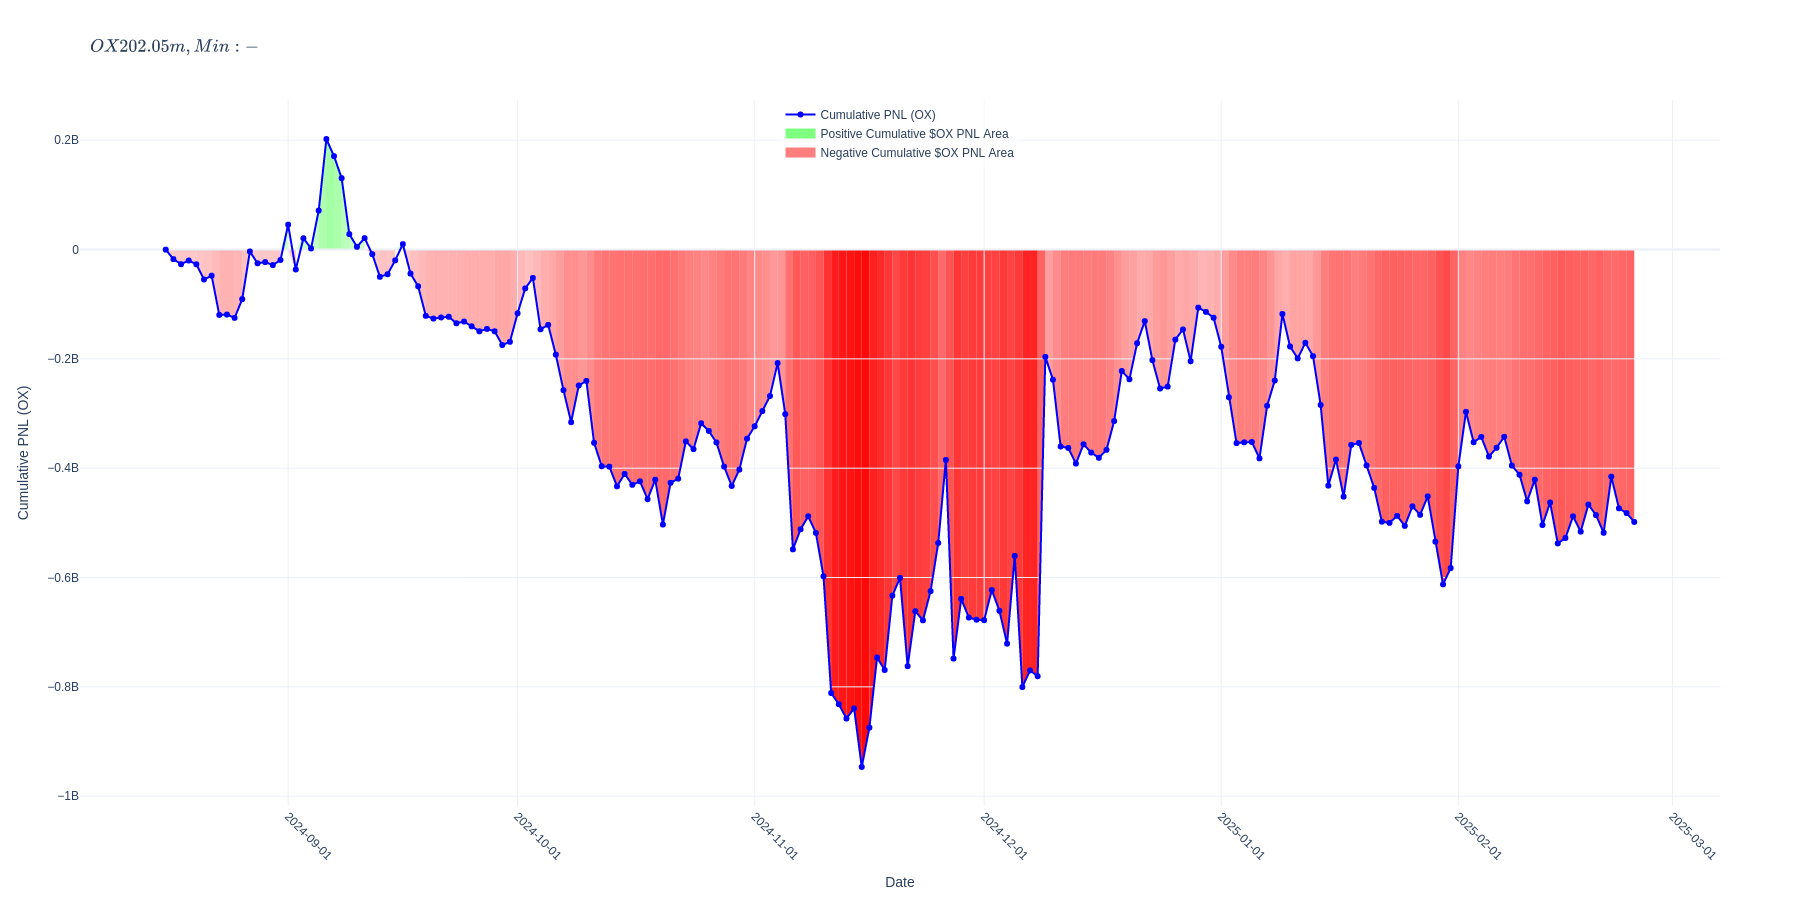 OX202.05m, Min : −
Cumulative PNL (OX)
Positive Cumulative $OX PNL Area
Negative Cumulative $OX PNL Area
0.2B
0
−0.2B
−0.4B
−0.6B
−0.8B
−1B
Cumulative PNL (OX)
2024-09-01
2024-10-01
2024-11-01
2024-12-01
2025-01-01
2025-02-01
2025-03-01
Date